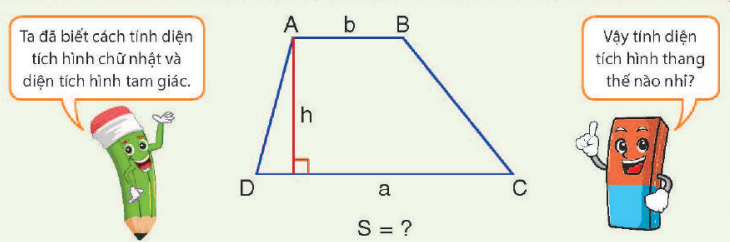 Ta đã biết cách tính diện
tích hình chữ nhật và
diện tích hình tam giác.
A
b
B
h
D
a
C
S = ?
Vậy tính diện
tích hình thang
thế nào nhỉ?